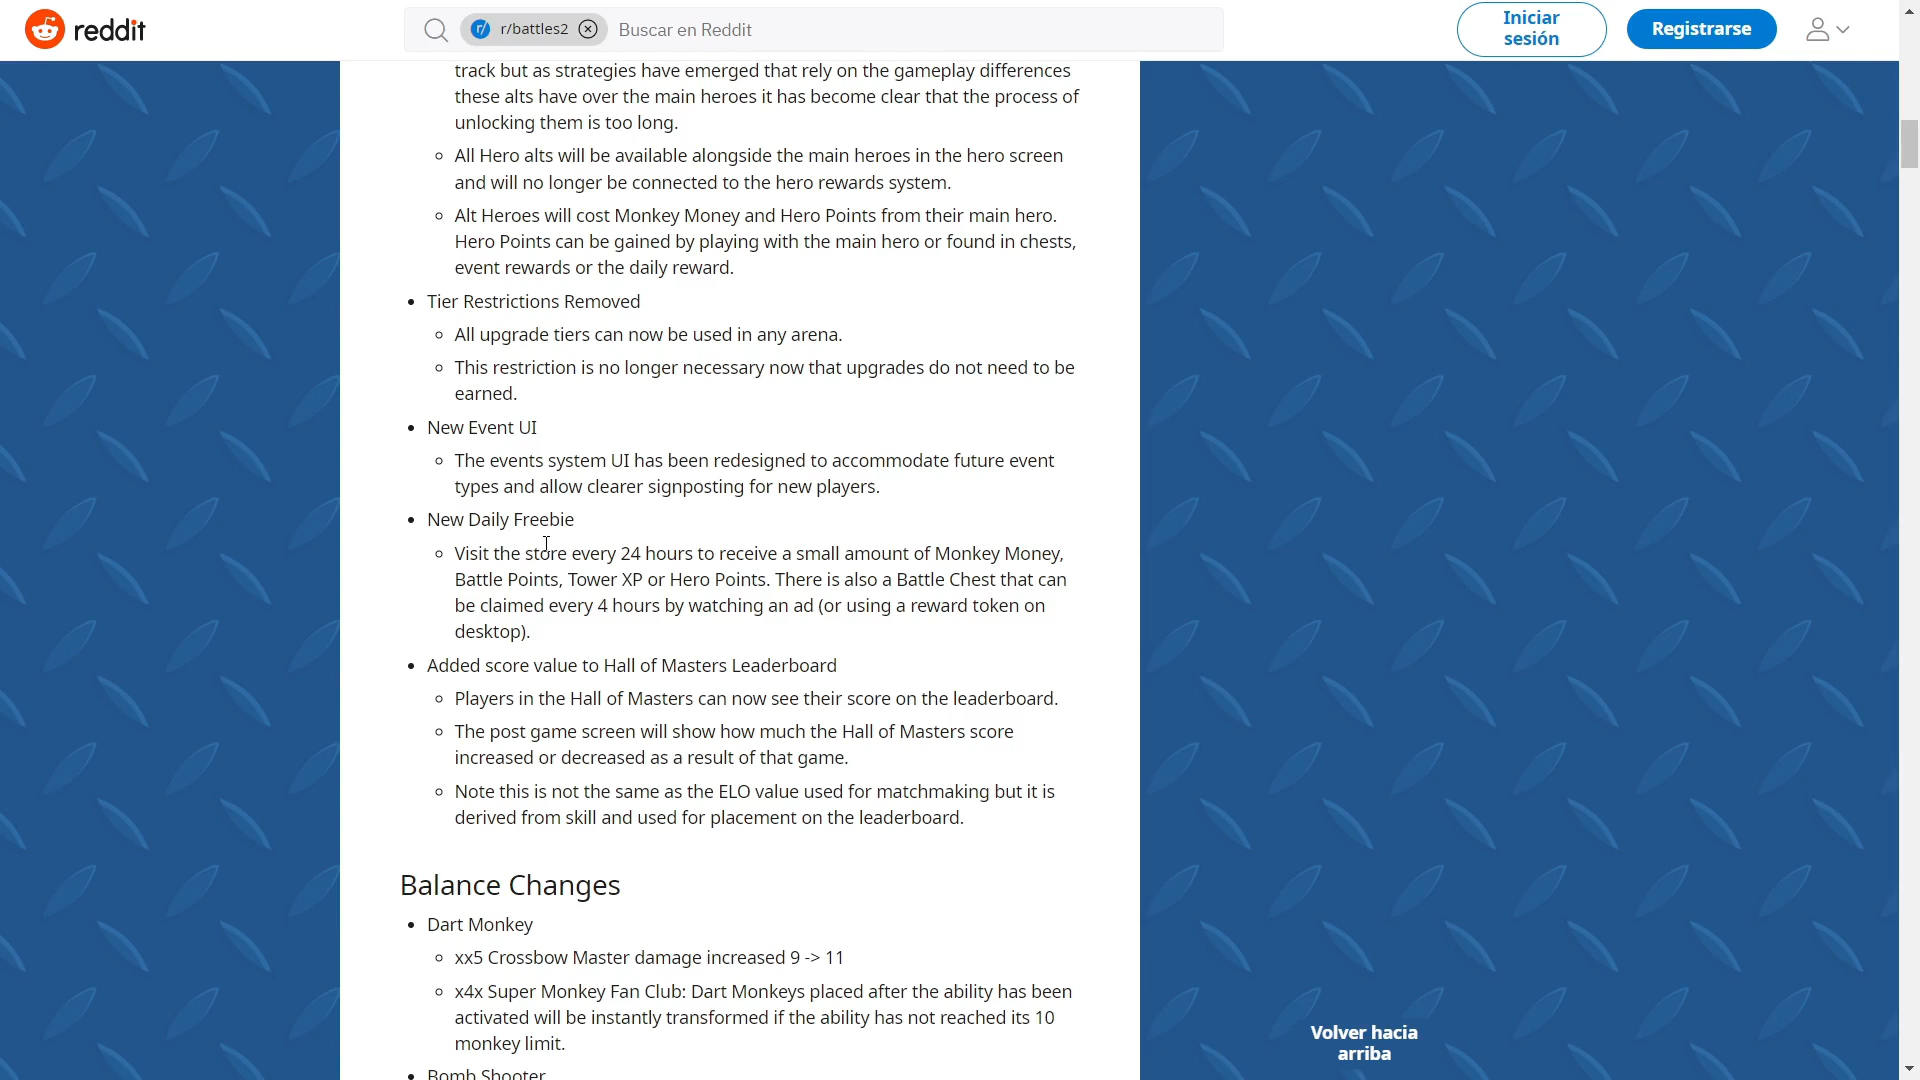 reddit
r/battles2
Buscar en Reddit
Iniciar
sesión
Registrarse
track but as strategies have emerged that rely on the gameplay differences
these alts have over the main heroes it has become clear that the process of
unlocking them is too long.
All Hero alts will be available alongside the main heroes in the hero screen
and will no longer be connected to the hero rewards system.
Alt Heroes will cost Monkey Money and Hero Points from their main hero.
Hero Points can be gained by playing with the main hero or found in chests,
event rewards or the daily reward.
Tier Restrictions Removed
All upgrade tiers can now be used in any arena.
This restriction is no longer necessary now that upgrades do not need to be
earned.
New Event UI
The events system UI has been redesigned to accommodate future event
types and allow clearer signposting for new players.
New Daily Freebie
Visit the store every 24 hours to receive a small amount of Monkey Money,
Battle Points, Tower XP or Hero Points. There is also a Battle Chest that can
be claimed every 4 hours by watching an ad (or using a reward token on
desktop).
Added score value to Hall of Masters Leaderboard
Players in the Hall of Masters can now see their score on the leaderboard.
The post game screen will show how much the Hall of Masters score
increased or decreased as a result of that game.
Note this is not the same as the ELO value used for matchmaking but it is
derived from skill and used for placement on the leaderboard.
Balance Changes
Dart Monkey
xx5 Crossbow Master damage increased 9 -> 11
x4x Super Monkey Fan Club: Dart Monkeys placed after the ability has been
activated will be instantly transformed if the ability has not reached its 10
monkey limit.
Bomb Shooter
Volver hacia
arriba